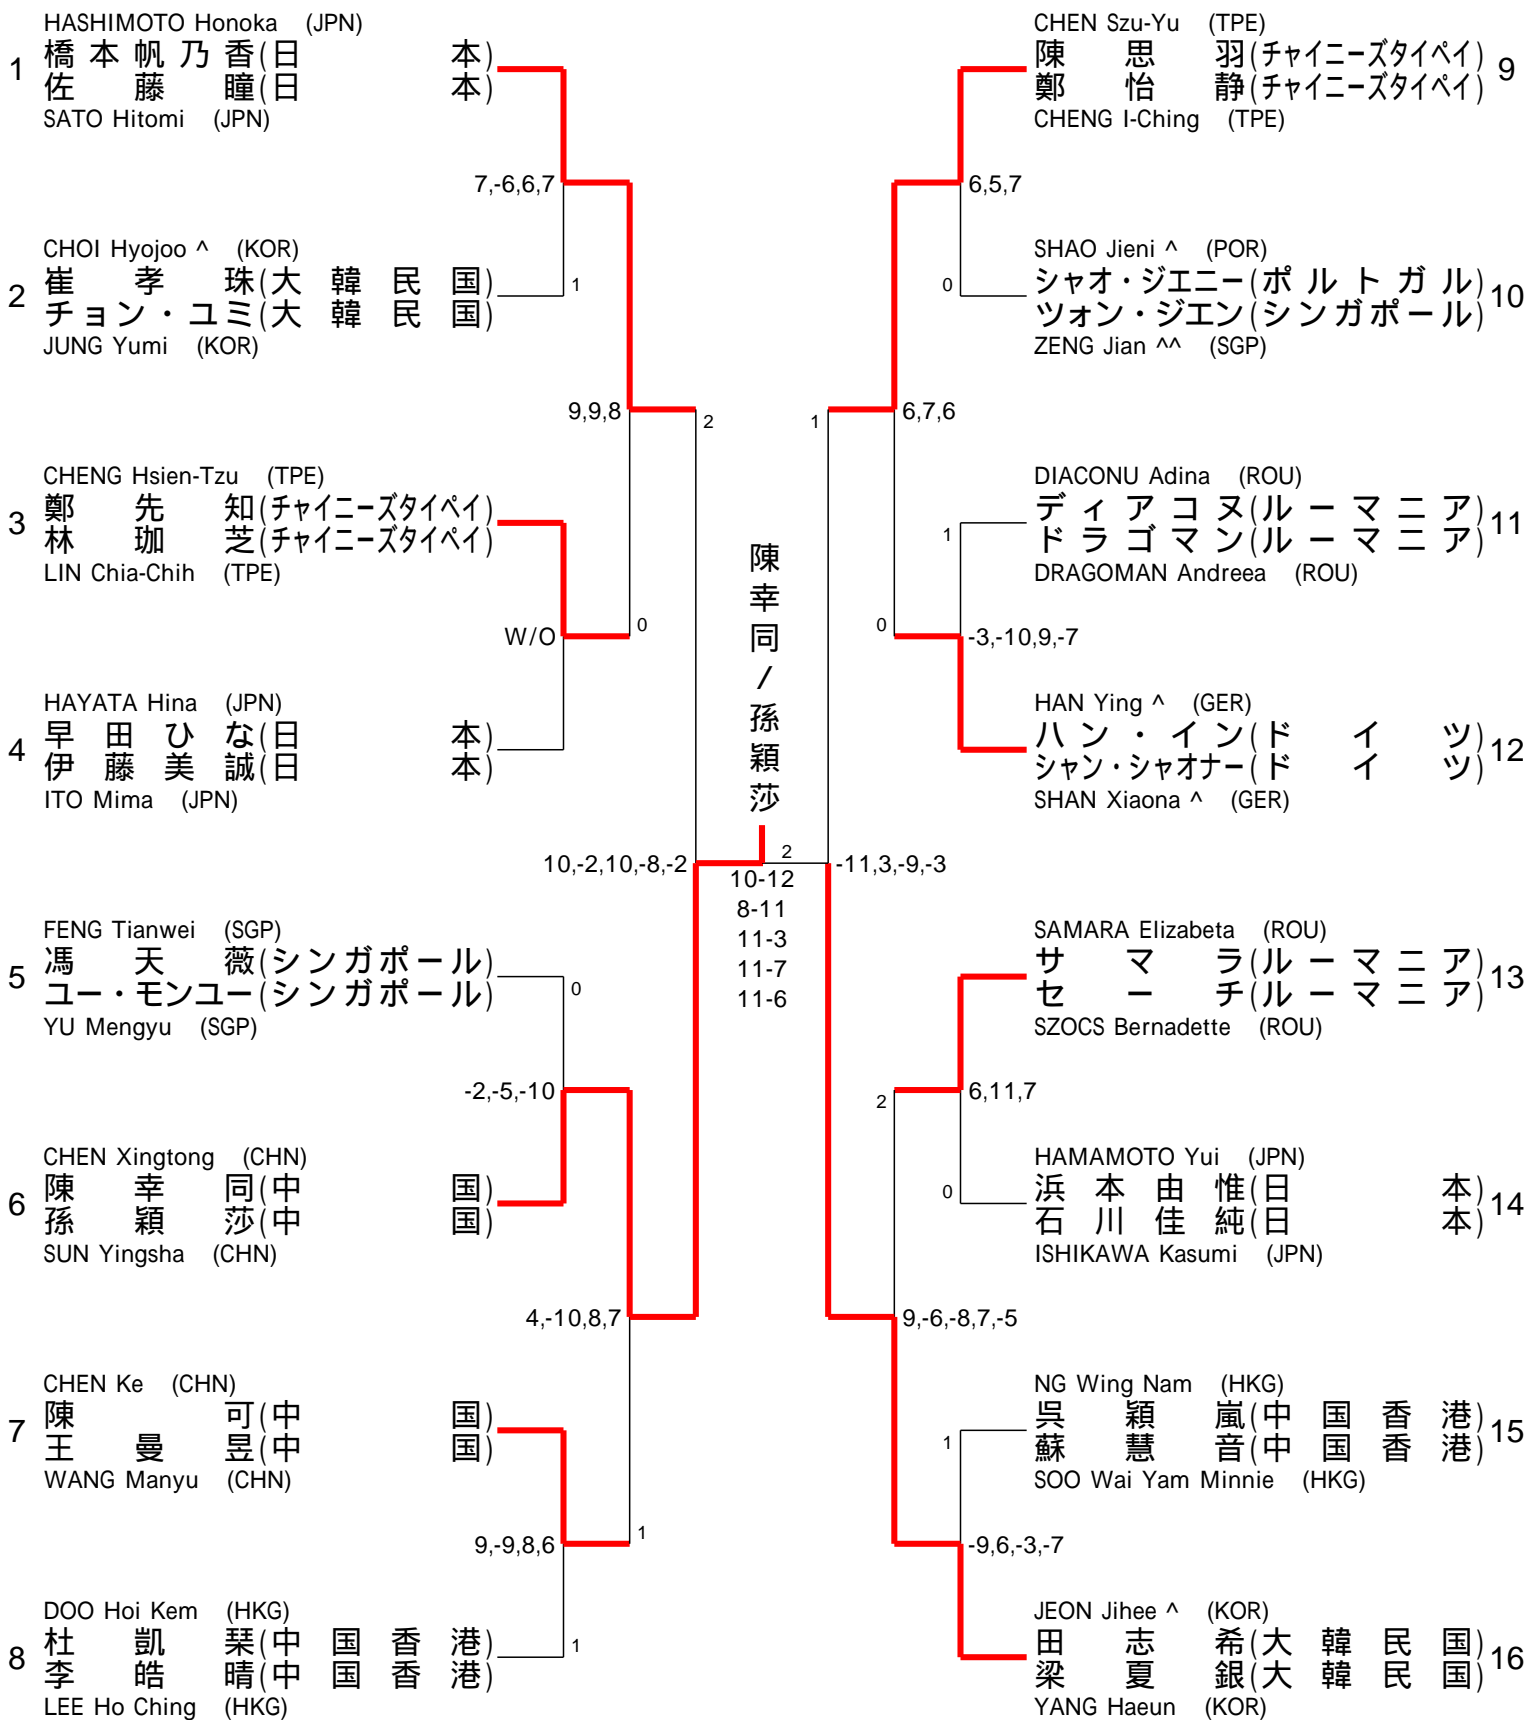 HASHIMOTO Honoka (JPN)
1
橋本帆乃香(日本)
佐藤瞳(日本)
SATO Hitomi (JPN)
7,-6,6,7
CHOI Hyojoo ^ (KOR)
2
崔孝珠(大韓民国)
チョン・ユミ(大韓民国)
JUNG Yumi (KOR)
1
9,9,8
2
CHENG Hsien-Tzu (TPE)
3
鄭先知(チャイニーズタイペイ)
林珈芝(チャイニーズタイペイ)
LIN Chia-Chih (TPE)
W/O
0
HAYATA Hina (JPN)
4
早田ひな(日本)
伊藤美誠(日本)
ITO Mima (JPN)
10,-2,10,-8,-2
FENG Tianwei (SGP)
5
馮天薇(シンガポール)
ユー・モンユー(シンガポール)
YU Mengyu (SGP)
0
-2,-5,-10
CHEN Xingtong (CHN)
6
陳幸同(中国)
孫穎莎(中国)
SUN Yingsha (CHN)
4,-10,8,7
CHEN Ke (CHN)
7
陳可(中国)
王曼昱(中国)
WANG Manyu (CHN)
9,-9,8,6
1
DOO Hoi Kem (HKG)
8
杜凱琹(中国香港)
李皓晴(中国香港)
LEE Ho Ching (HKG)
1
陳幸同/孫穎莎
2
10-12
8-11
11-3
11-7
11-6
CHEN Szu-Yu (TPE)
陳思羽(チャイニーズタイペイ)
鄭怡静(チャイニーズタイペイ)
9
CHENG I-Ching (TPE)
6,5,7
SHAO Jieni ^ (POR)
0
シャオ・ジエニー(ポルトガル)
ツォン・ジエン(シンガポール)
10
ZENG Jian ^^ (SGP)
1
6,7,6
DIACONU Adina (ROU)
1
ディアコヌ(ルーマニア)
ドラゴマン(ルーマニア)
11
DRAGOMAN Andreea (ROU)
0
-3,-10,9,-7
HAN Ying ^ (GER)
ハン・イン(ドイツ)
シャン・シャオナー(ドイツ)
12
SHAN Xiaona ^ (GER)
-11,3,-9,-3
SAMARA Elizabeta (ROU)
サマラ(ルーマニア)
セーチ(ルーマニア)
13
SZOCS Bernadette (ROU)
2
6,11,7
HAMAMOTO Yui (JPN)
0
浜本由惟(日本)
石川佳純(日本)
14
ISHIKAWA Kasumi (JPN)
9,-6,-8,7,-5
NG Wing Nam (HKG)
1
呉穎嵐(中国香港)
蘇慧音(中国香港)
15
SOO Wai Yam Minnie (HKG)
-9,6,-3,-7
JEON Jihee ^ (KOR)
田志希(大韓民国)
梁夏銀(大韓民国)
16
YANG Haeun (KOR)